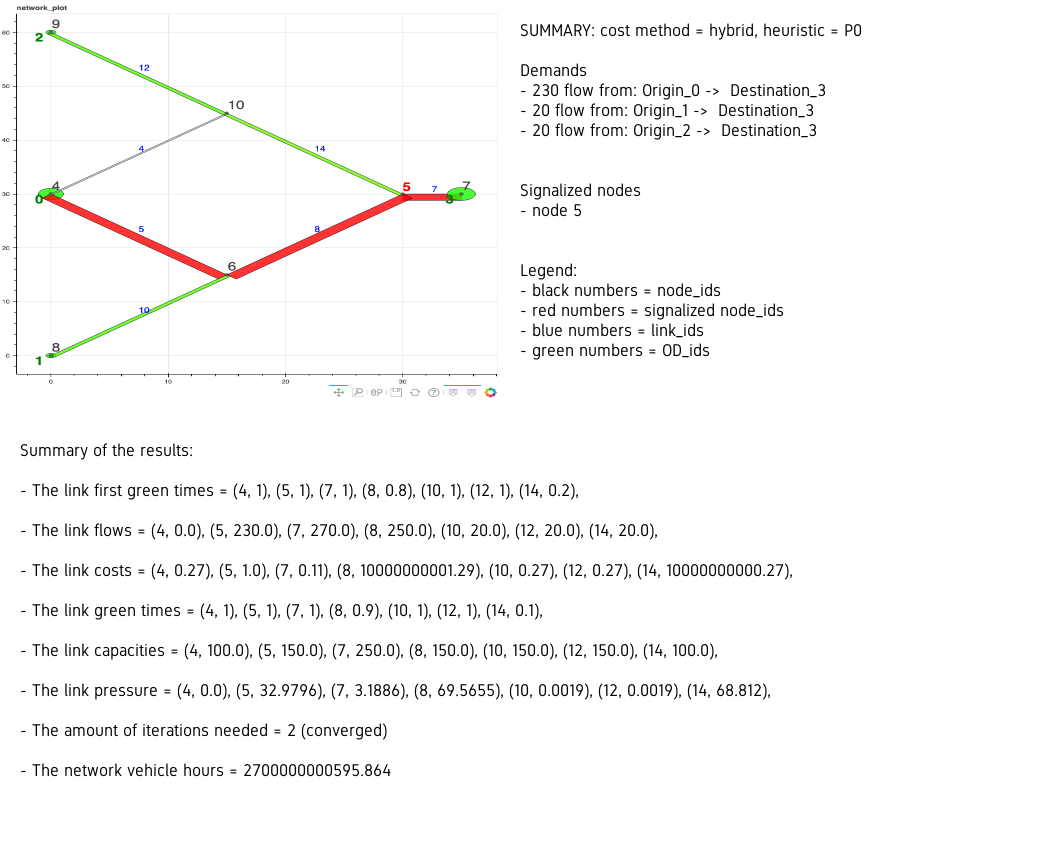 network_plot
60
50
40
30
20
10
0
0
10
20
30
9
2
12
10
4
14
4
0
5
7
7
3
5
8
6
10
8
1
SUMMARY: cost method = hybrid, heuristic = P0
Demands
- 230 flow from: Origin_0 -> Destination_3
- 20 flow from: Origin_1 -> Destination_3
- 20 flow from: Origin_2 -> Destination_3
Signalized nodes
- node 5
Legend:
- black numbers = node_ids
- red numbers = signalized node_ids
- blue numbers = link_ids
- green numbers = OD_ids
Summary of the results:
- The link first green times = (4, 1), (5, 1), (7, 1), (8, 0.8), (10, 1), (12, 1), (14, 0.2),
- The link flows = (4, 0.0), (5, 230.0), (7, 270.0), (8, 250.0), (10, 20.0), (12, 20.0), (14, 20.0),
- The link costs = (4, 0.27), (5, 1.0), (7, 0.11), (8, 10000000001.29), (10, 0.27), (12, 0.27), (14, 10000000000.27),
- The link green times = (4, 1), (5, 1), (7, 1), (8, 0.9), (10, 1), (12, 1), (14, 0.1),
- The link capacities = (4, 100.0), (5, 150.0), (7, 250.0), (8, 150.0), (10, 150.0), (12, 150.0), (14, 100.0),
- The link pressure = (4, 0.0), (5, 32.9796), (7, 3.1886), (8, 69.5655), (10, 0.0019), (12, 0.0019), (14, 68.812),
- The amount of iterations needed = 2 (converged)
- The network vehicle hours = 2700000000595.864